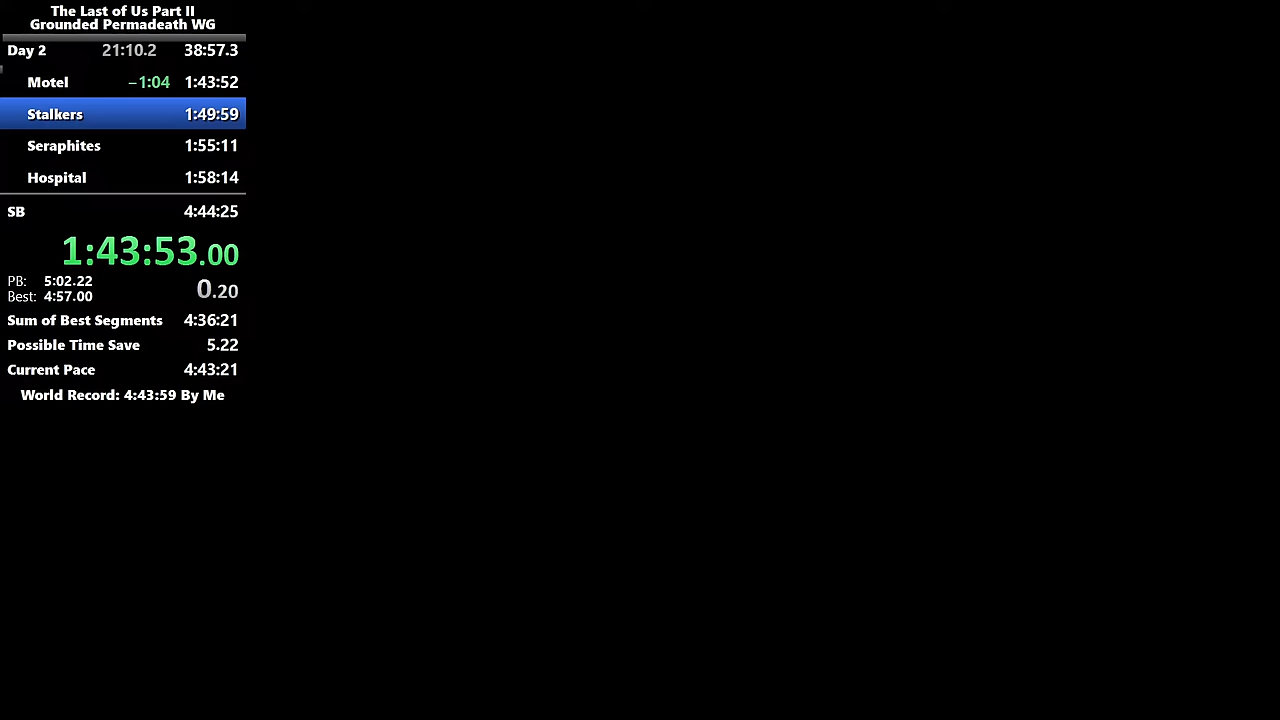 The Last of Us Part II
Grounded Permadeath WG
Day 2 21:10.2 38:57.3
Motel −1:04 1:43:52
Stalkers 1:49:59
Seraphites 1:55:11
Hospital 1:58:14
SB 4:44:25
1:43:53.00
PB: 5:02.22
Best: 4:57.00
0.20
Sum of Best Segments 4:36:21
Possible Time Save 5.22
Current Pace 4:43:21
World Record: 4:43:59 By Me